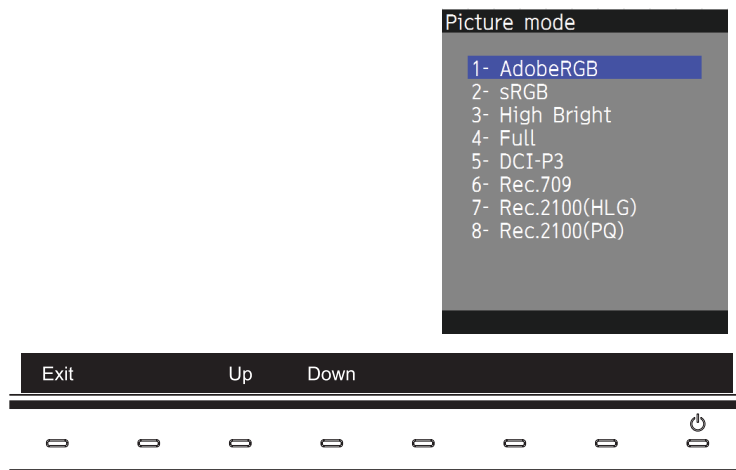 Picture mode
1- AdobeRGB
2- sRGB
3- High Bright
4- Full
5- DCI-P3
6- Rec.709
7- Rec.2100(HLG)
8- Rec.2100(PQ)
Exit Up Down